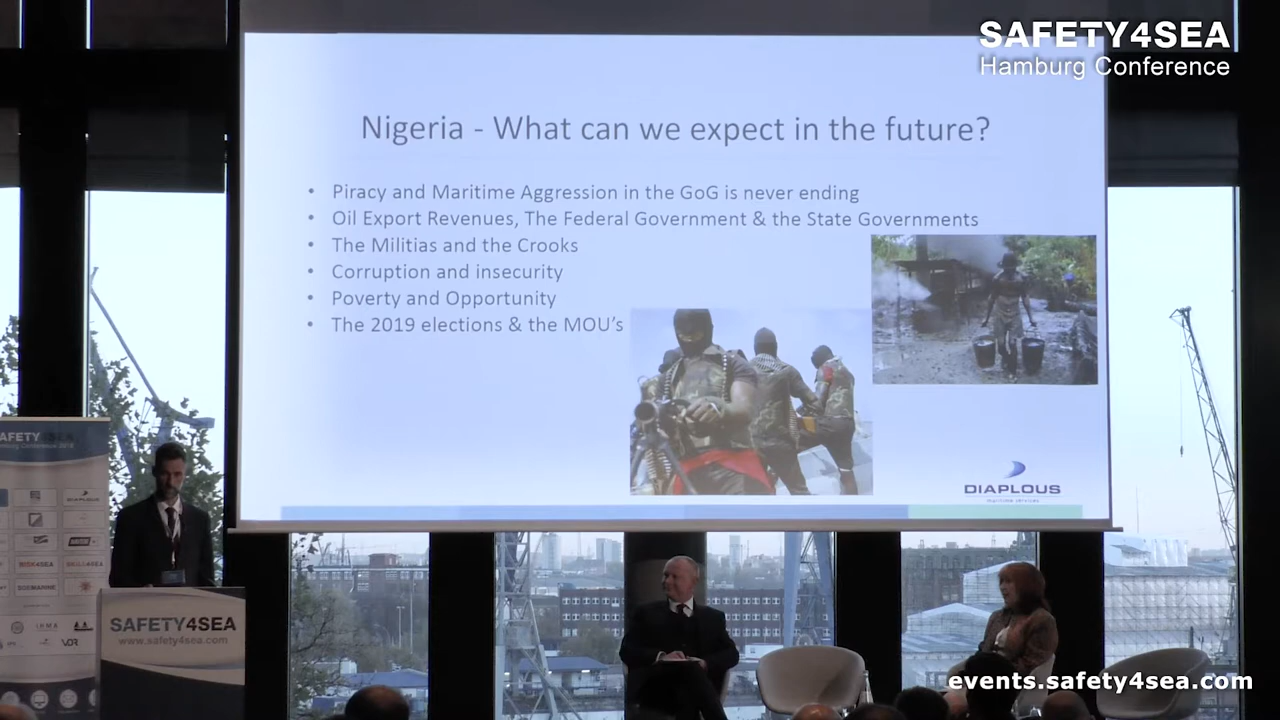 SAFETY4SEA
Hamburg Conference
Nigeria - What can we expect in the future?
• Piracy and Maritime Aggression in the GoG is never ending
• Oil Export Revenues, The Federal Government & the State Governments
• The Militias and the Crooks
• Corruption and insecurity
• Poverty and Opportunity
• The 2019 elections & the MOU’s
DIAPLOUS
maritime services
SAFETY4SEA
www.safety4sea.com
events.safety4sea.com